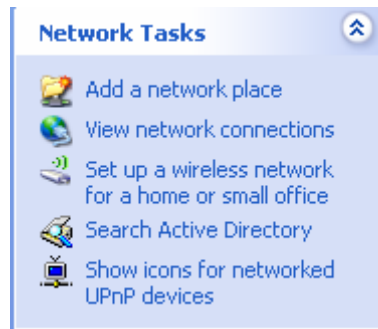 Network Tasks
Add a network place
View network connections
Set up a wireless network
for a home or small office
Search Active Directory
Show icons for networked
UPnP devices